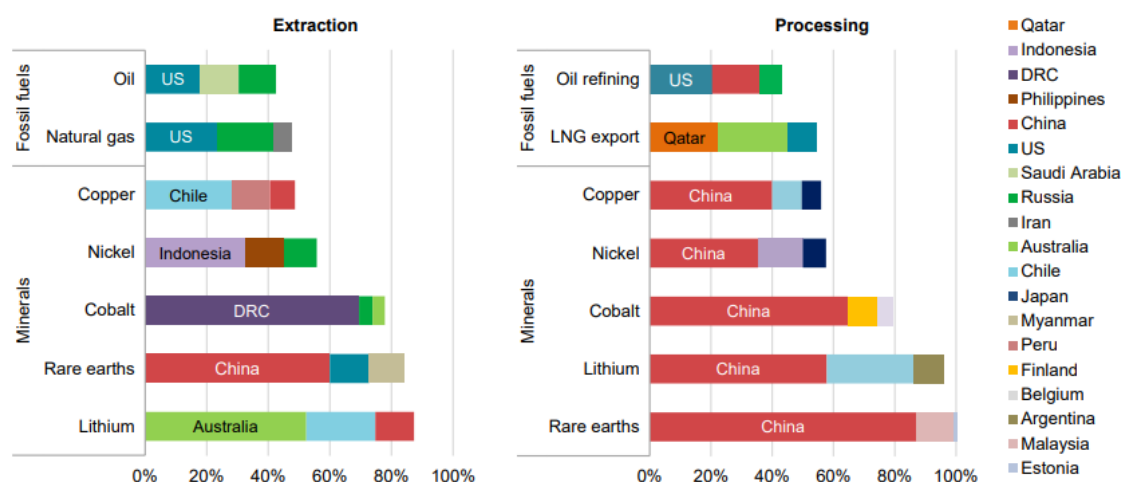 Extraction
Fossil fuels
Oil
US
Natural gas
US
Minerals
Copper
Chile
Nickel
Indonesia
Cobalt
DRC
Rare earths
China
Lithium
Australia
0% 20% 40% 60% 80% 100%
Processing
Fossil fuels
Oil refining
US
LNG export
Qatar
Minerals
Copper
China
Nickel
China
Cobalt
China
Lithium
China
Rare earths
China
0% 20% 40% 60% 80% 100%
Qatar
Indonesia
DRC
Philippines
China
US
Saudi Arabia
Russia
Iran
Australia
Chile
Japan
Myanmar
Peru
Finland
Belgium
Argentina
Malaysia
Estonia